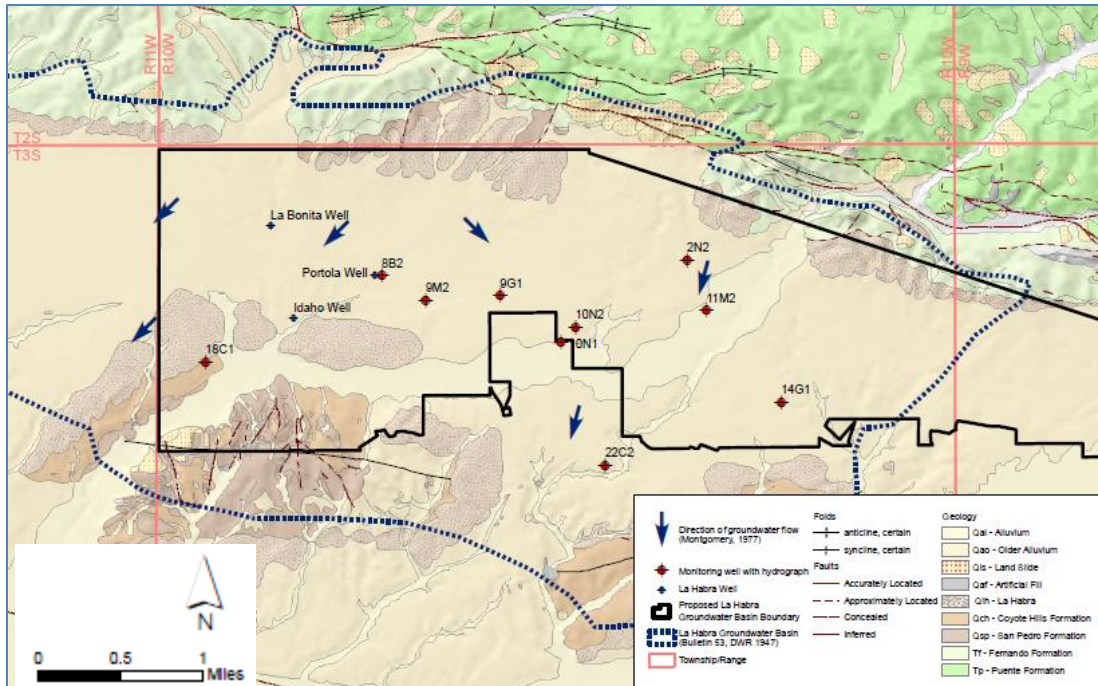 R11W
R10W
R10W
R9W
T2S
T3S
La Bonita Well
Portola Well
8B2
9M2
9G1
2N2
11M2
Idaho Well
10N2
0N1
18C1
14G1
22C2
N
0 0.5 1
Miles
Direction of groundwater flow
(Montgomery, 1977)
Monitoring well with hydrograph
La Habra Well
Proposed La Habra
Groundwater Basin Boundary
La Habra Groundwater Basin
(Bulletin 53, DWR 1947)
Township/Range
Folds
anticline, certain
syncline, certain
Faults
Accurately Located
Approximately Located
Concealed
Inferred
Geology
Qal - Alluvium
Qao - Older Alluvium
Qls - Land Slide
Qaf - Artificial Fill
Qlh - La Habra
Qch - Coyote Hills Formation
Qsp - San Pedro Formation
Tf - Fernando Formation
Tp - Puente Formation